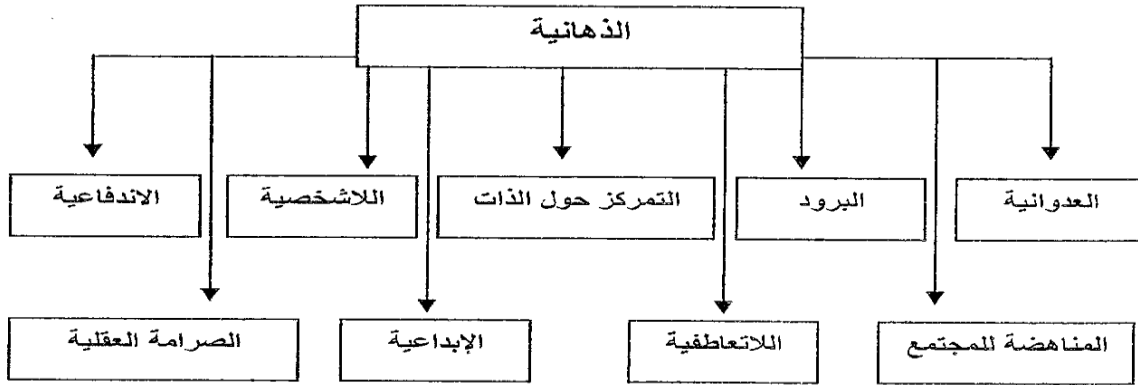 الذهانية
العدوانية
البرود
التمركز حول الذات
اللاشخصية
الاندفاعية
المناهضة للمجتمع
اللاتعاطفية
الإبداعية
الصرامة العقلية